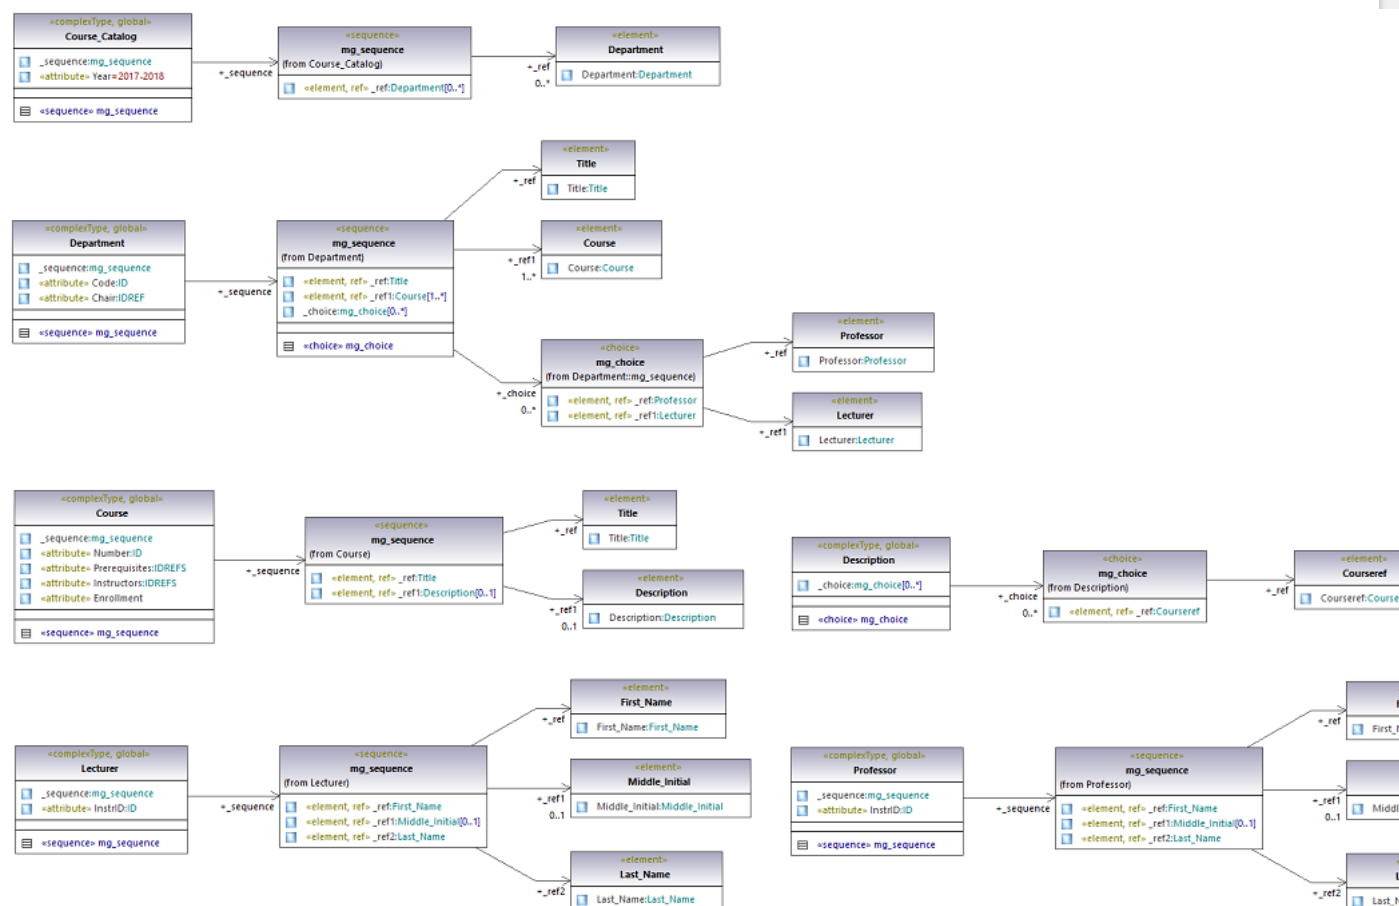 «complexType, global»
Course_Catalog
_sequence:mg_sequence
«attribute» Year=2017-2018
«sequence» mg_sequence
+_sequence
«sequence»
mg_sequence
(from Course_Catalog)
«element, ref» _ref:Department[0..*]
+_ref
0..*
«element»
Department
Department:Department
«complexType, global»
Department
_sequence:mg_sequence
«attribute» Code:ID
«attribute» Chair:IDREF
«sequence» mg_sequence
+_sequence
«sequence»
mg_sequence
(from Department)
«element, ref» _ref:Title
«element, ref» _ref1:Course[1..*]
_choice:mg_choice[0..*]
«choice» mg_choice
+_ref
«element»
Title
Title:Title
+_ref1
1..*
«element»
Course
Course:Course
+_choice
0..*
«choice»
mg_choice
(from Department::mg_sequence)
«element, ref» _ref:Professor
«element, ref» _ref1:Lecturer
+_ref
«element»
Professor
Professor:Professor
+_ref1
«element»
Lecturer
Lecturer:Lecturer
«complexType, global»
Course
_sequence:mg_sequence
«attribute» Number:ID
«attribute» Prerequisites:IDREFS
«attribute» Instructors:IDREFS
«attribute» Enrollment
«sequence» mg_sequence
+_sequence
«sequence»
mg_sequence
(from Course)
«element, ref» _ref:Title
«element, ref» _ref1:Description[0..1]
+_ref
«element»
Title
Title:Title
+_ref1
0..1
«element»
Description
Description:Description
«complexType, global»
Description
_choice:mg_choice[0..*]
«choice» mg_choice
+_choice
0..*
«choice»
mg_choice
(from Description)
«element, ref» _ref:Courseref
+_ref
«element»
Courseref
Courseref:Course
«complexType, global»
Lecturer
_sequence:mg_sequence
«attribute» InstrID:ID
«sequence» mg_sequence
+_sequence
«sequence»
mg_sequence
(from Lecturer)
«element, ref» _ref:First_Name
«element, ref» _ref1:Middle_Initial[0..1]
«element, ref» _ref2:Last_Name
+_ref
«element»
First_Name
First_Name:First_Name
+_ref1
0..1
«element»
Middle_Initial
Middle_Initial:Middle_Initial
+_ref2
«element»
Last_Name
Last_Name:Last_Name
«complexType, global»
Professor
_sequence:mg_sequence
«attribute» InstrID:ID
«sequence» mg_sequence
+_sequence
«sequence»
mg_sequence
(from Professor)
«element, ref» _ref:First_Name
«element, ref» _ref1:Middle_Initial[0..1]
«element, ref» _ref2:Last_Name
+_ref
+_ref1
0..1
+_ref2